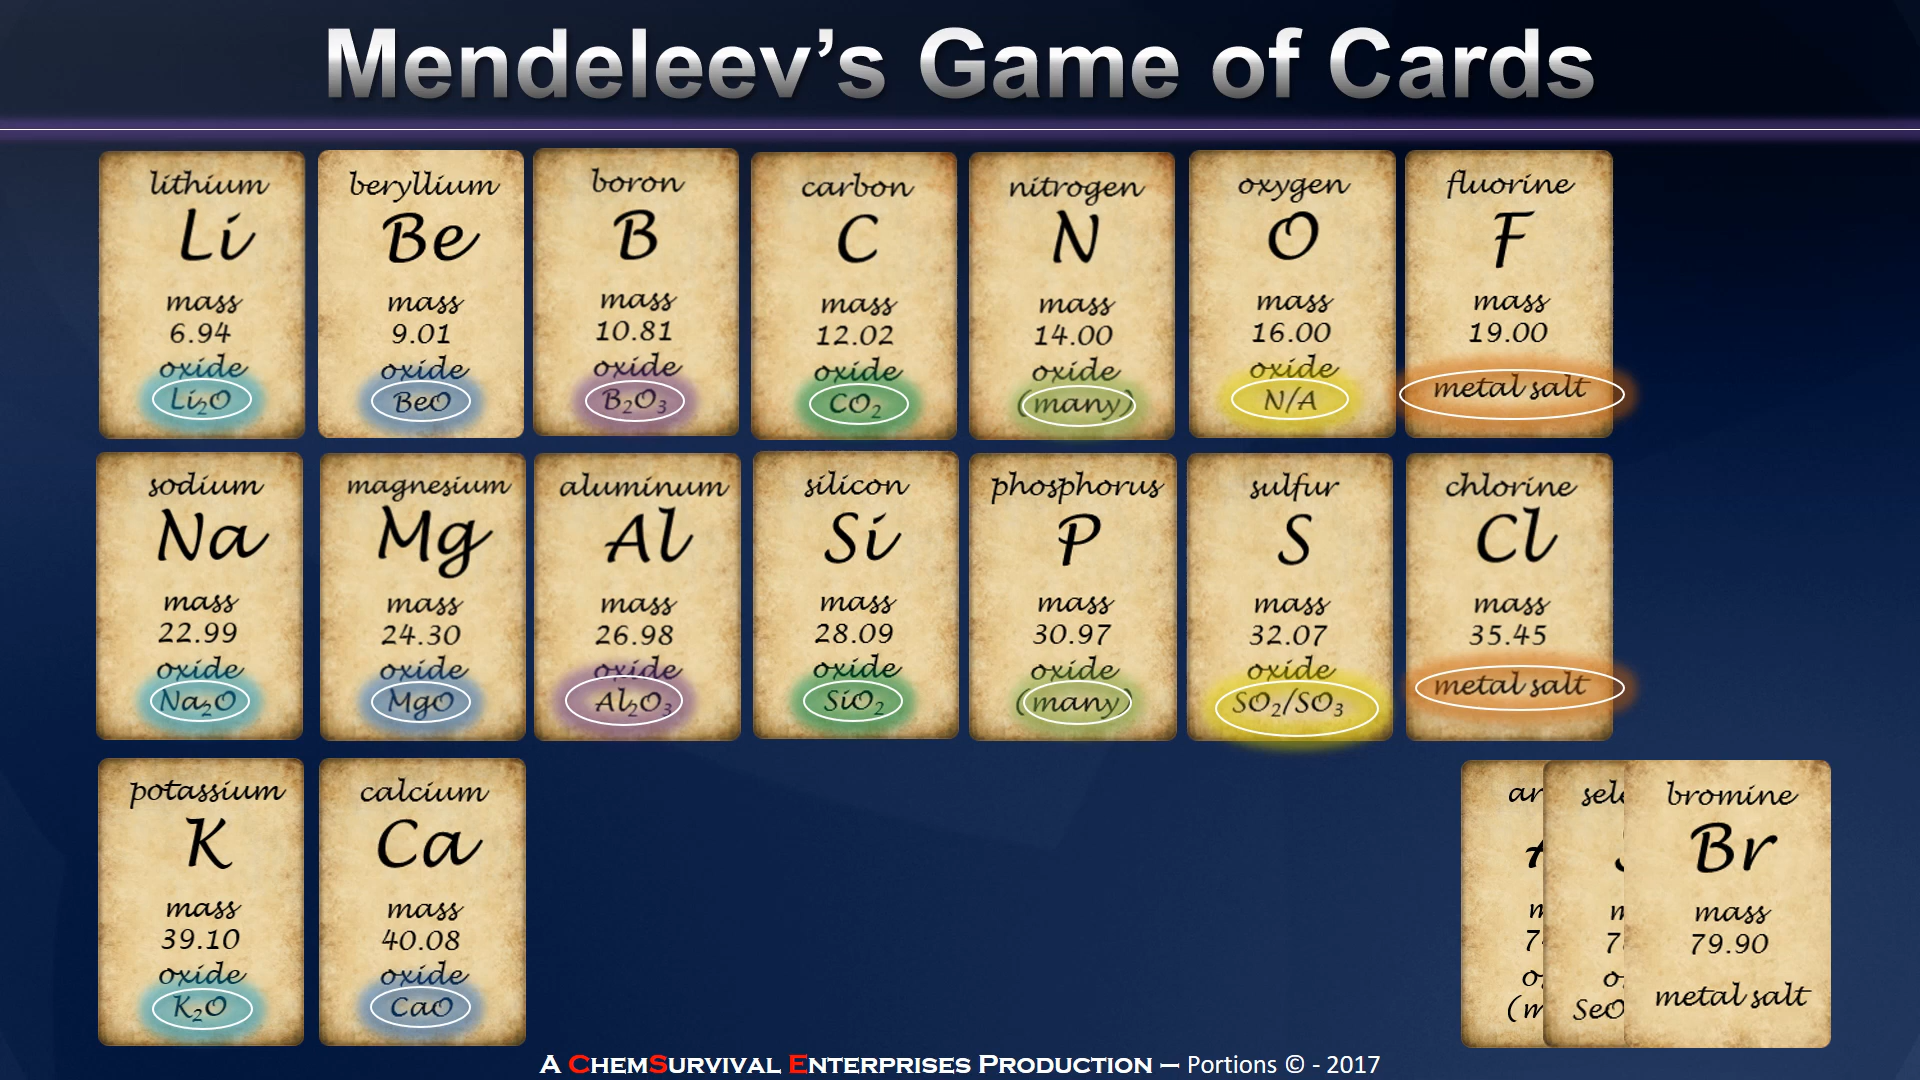 Mendeleev’s Game of Cards
lithium
Li
mass
6.94
oxide
Li₂O
beryllium
Be
mass
9.01
oxide
BeO
boron
B
mass
10.81
oxide
B₂O₃
carbon
C
mass
12.02
oxide
CO₂
nitrogen
N
mass
14.00
oxide
(many)
oxygen
O
mass
16.00
oxide
N/A
fluorine
F
mass
19.00
metal salt
sodium
Na
mass
22.99
oxide
Na₂O
magnesium
Mg
mass
24.30
oxide
MgO
aluminum
Al
mass
26.98
oxide
Al₂O₃
silicon
Si
mass
28.09
oxide
SiO₂
phosphorus
P
mass
30.97
oxide
(many)
sulfur
S
mass
32.07
oxide
SO₂/SO₃
chlorine
Cl
mass
35.45
metal salt
potassium
K
mass
39.10
oxide
K₂O
calcium
Ca
mass
40.08
oxide
CaO
bromine
Br
mass
79.90
metal salt
A ChemSurvival Enterprises Production – Portions © - 2017